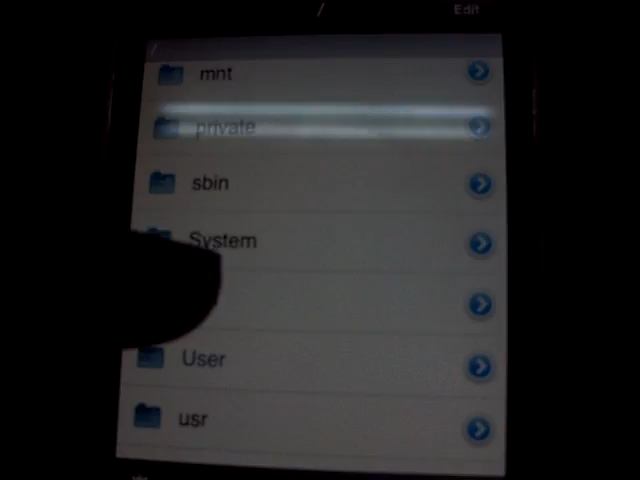 /
Edit
/
mnt
private
sbin
System
User
usr